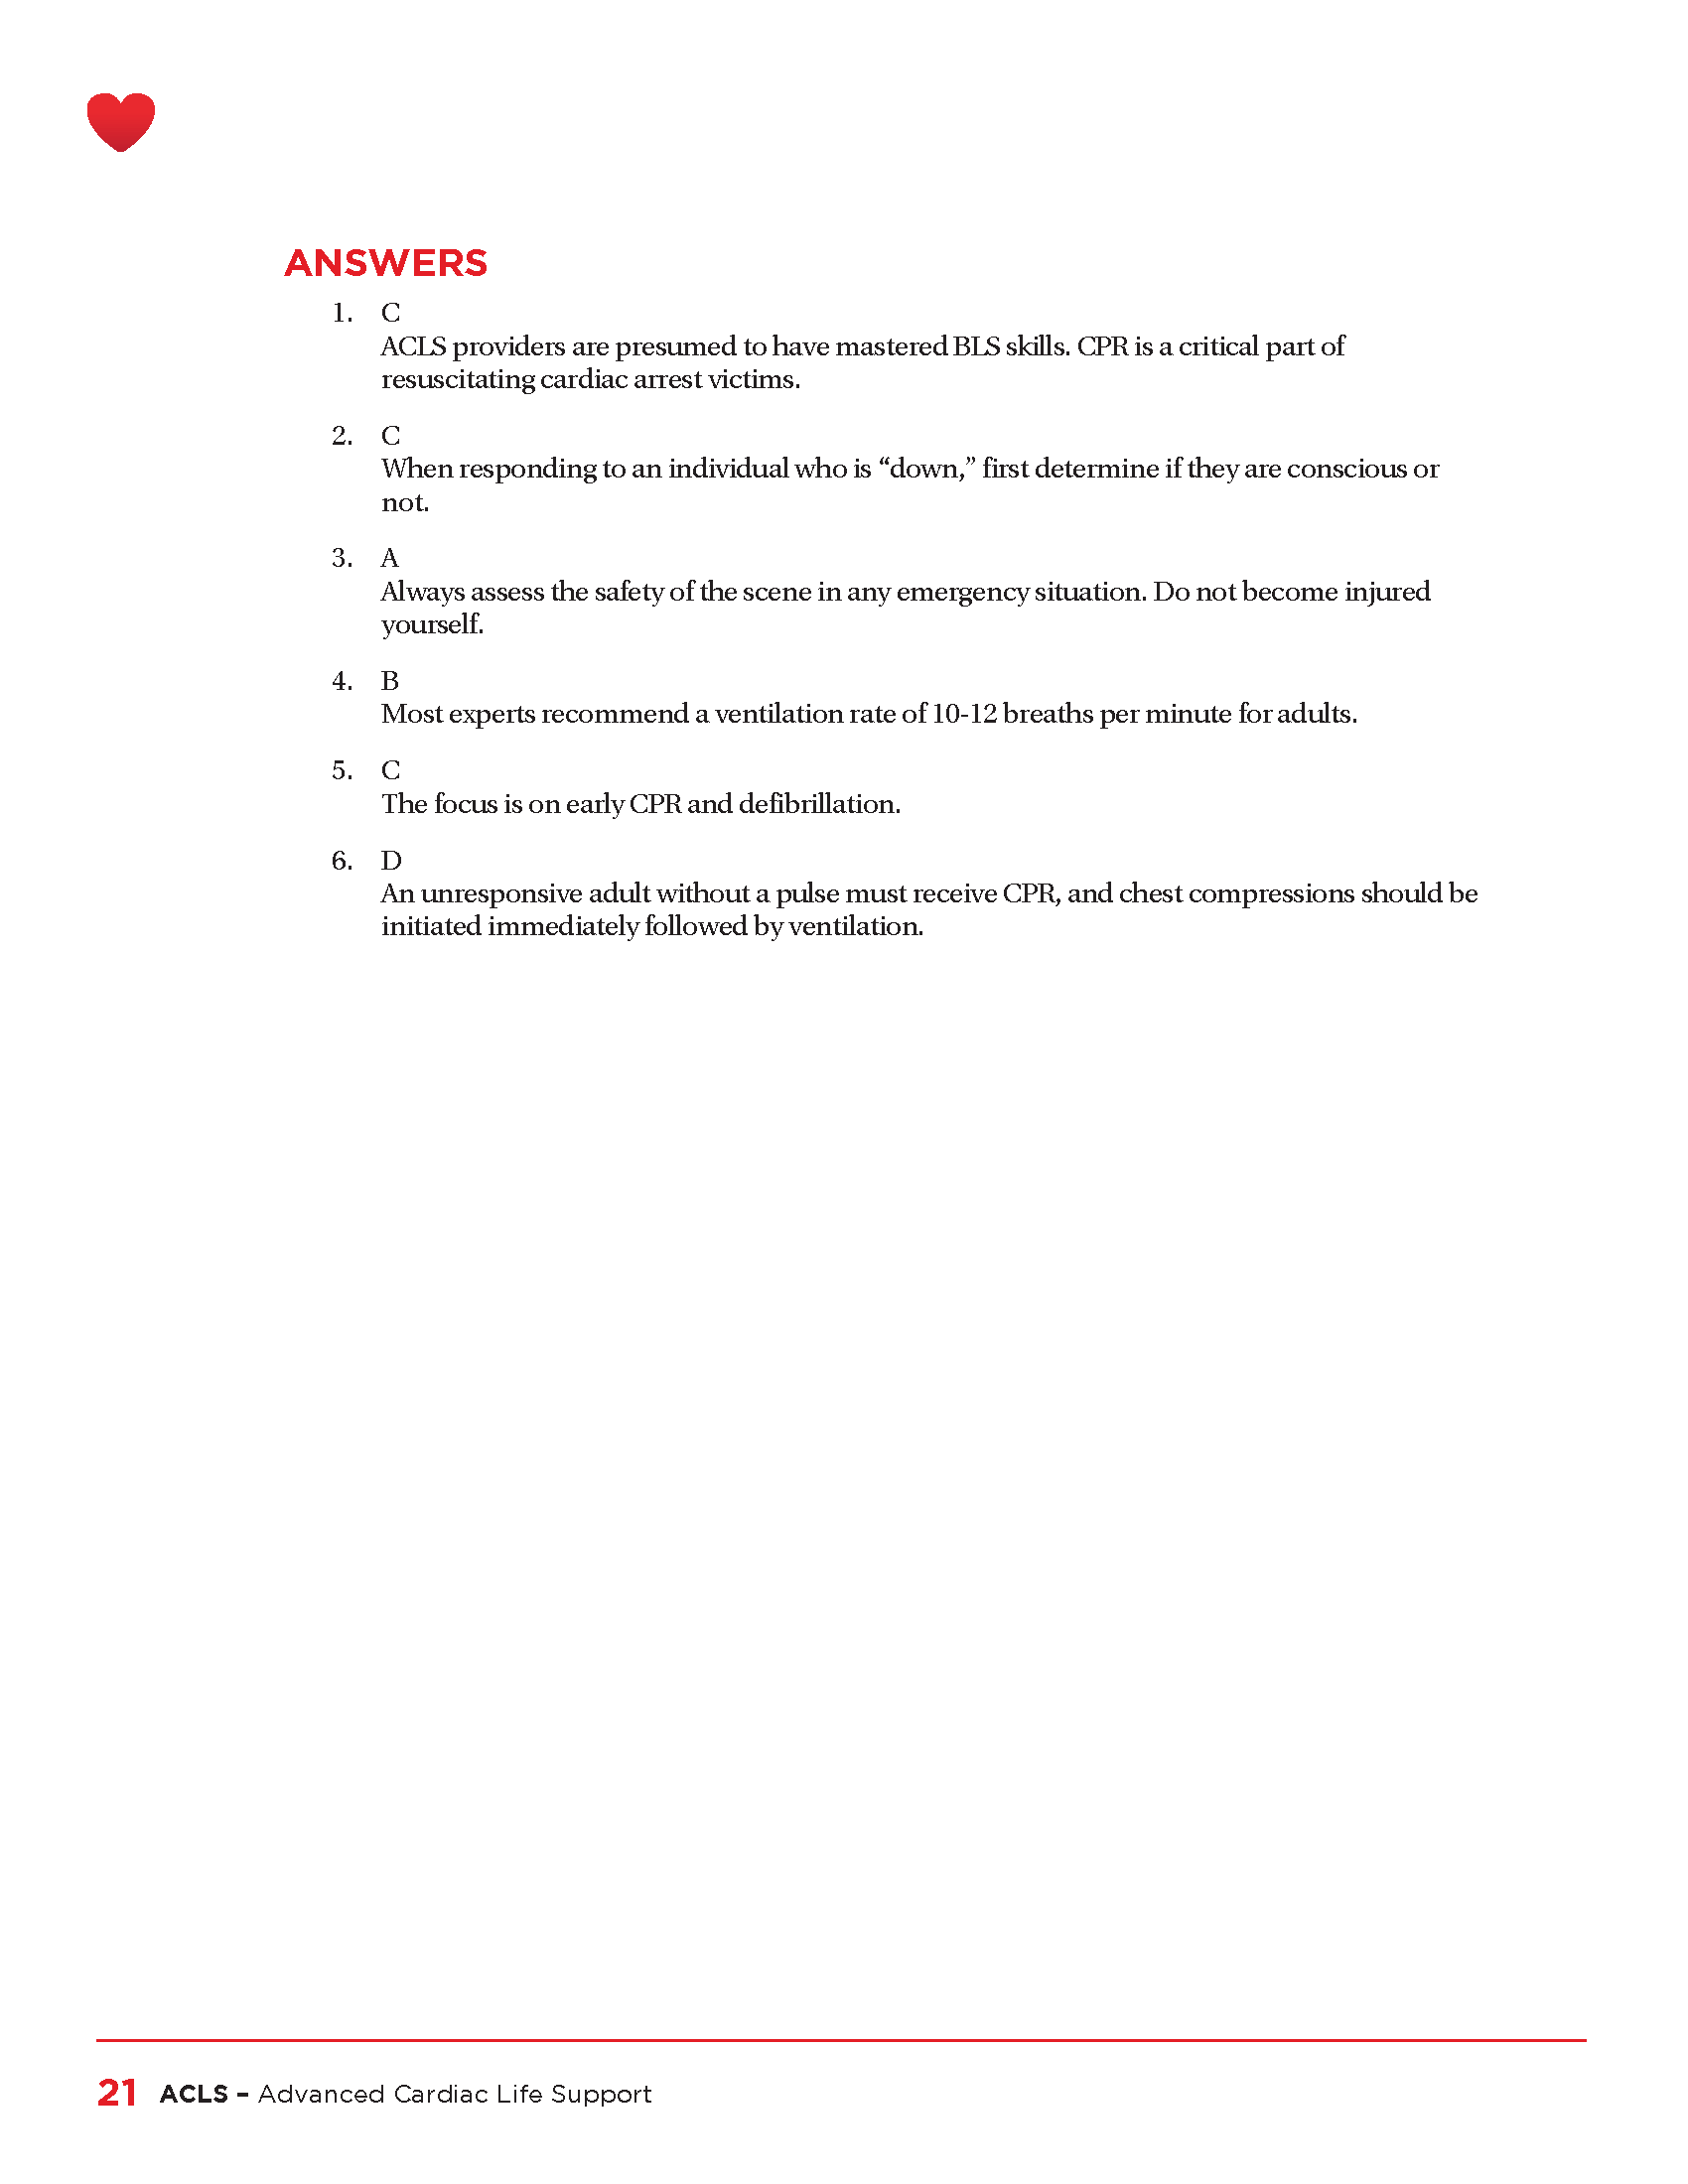 ANSWERS
1. C
ACLS providers are presumed to have mastered BLS skills. CPR is a critical part of
resuscitating cardiac arrest victims.
2. C
When responding to an individual who is “down,” first determine if they are conscious or
not.
3. A
Always assess the safety of the scene in any emergency situation. Do not become injured
yourself.
4. B
Most experts recommend a ventilation rate of 10-12 breaths per minute for adults.
5. C
The focus is on early CPR and defibrillation.
6. D
An unresponsive adult without a pulse must receive CPR, and chest compressions should be
initiated immediately followed by ventilation.
21 ACLS – Advanced Cardiac Life Support